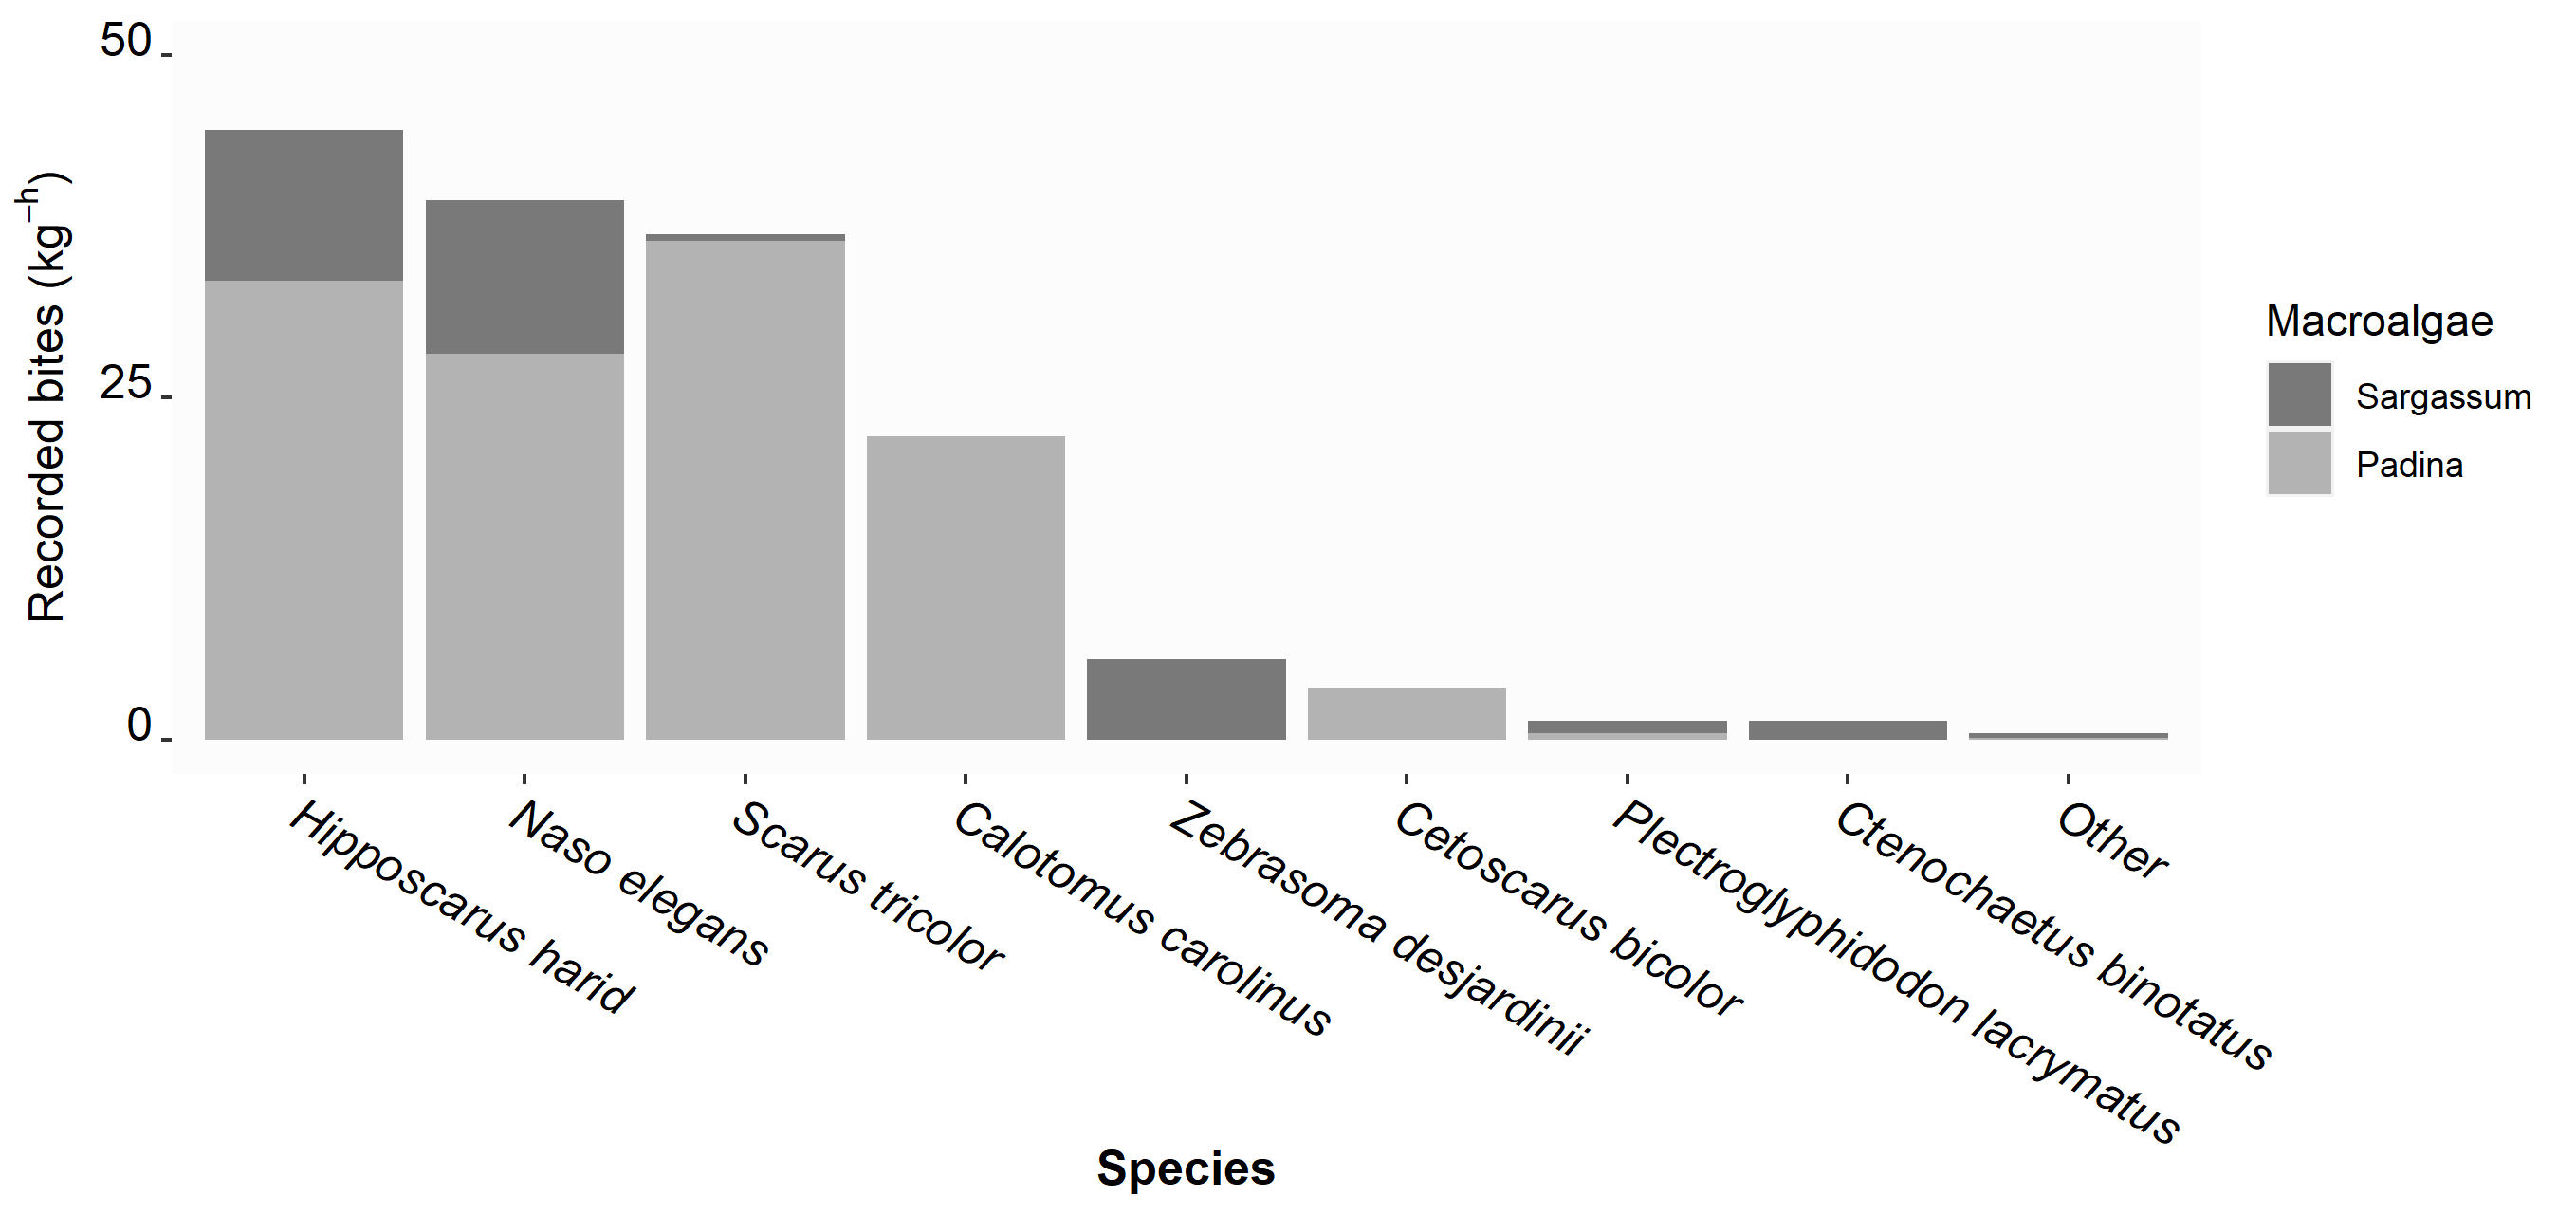 50
25
0
Recorded bites (kg⁻ʰ)
Hipposcarus harid
Naso elegans
Scarus tricolor
Calotomus carolinus
Zebrasoma desjardinii
Cetoscarus bicolor
Plectroglyphidodon lacrymatus
Ctenochaetus binotatus
Other
Species
Macroalgae
Sargassum
Padina